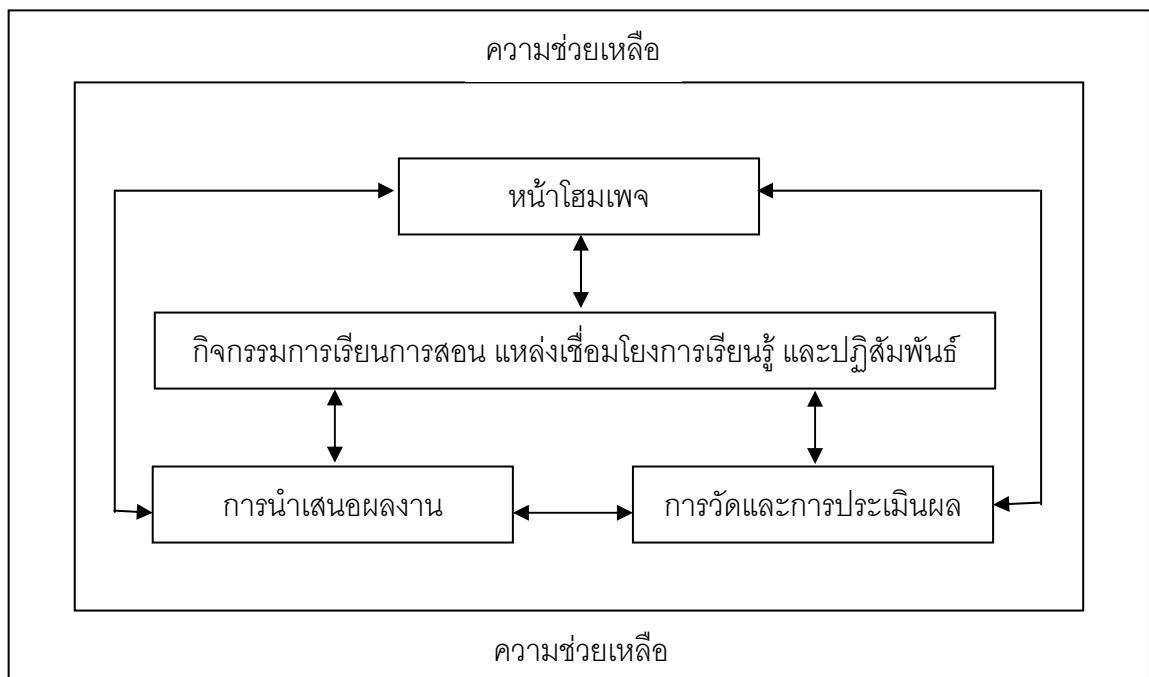 ความช่วยเหลือ
หน้าโฮมเพจ
กิจกรรมการเรียนการสอน แหล่งเชื่อมโยงการเรียนรู้ และปฏิสัมพันธ์
การนำเสนอผลงาน
การวัดและการประเมินผล
ความช่วยเหลือ